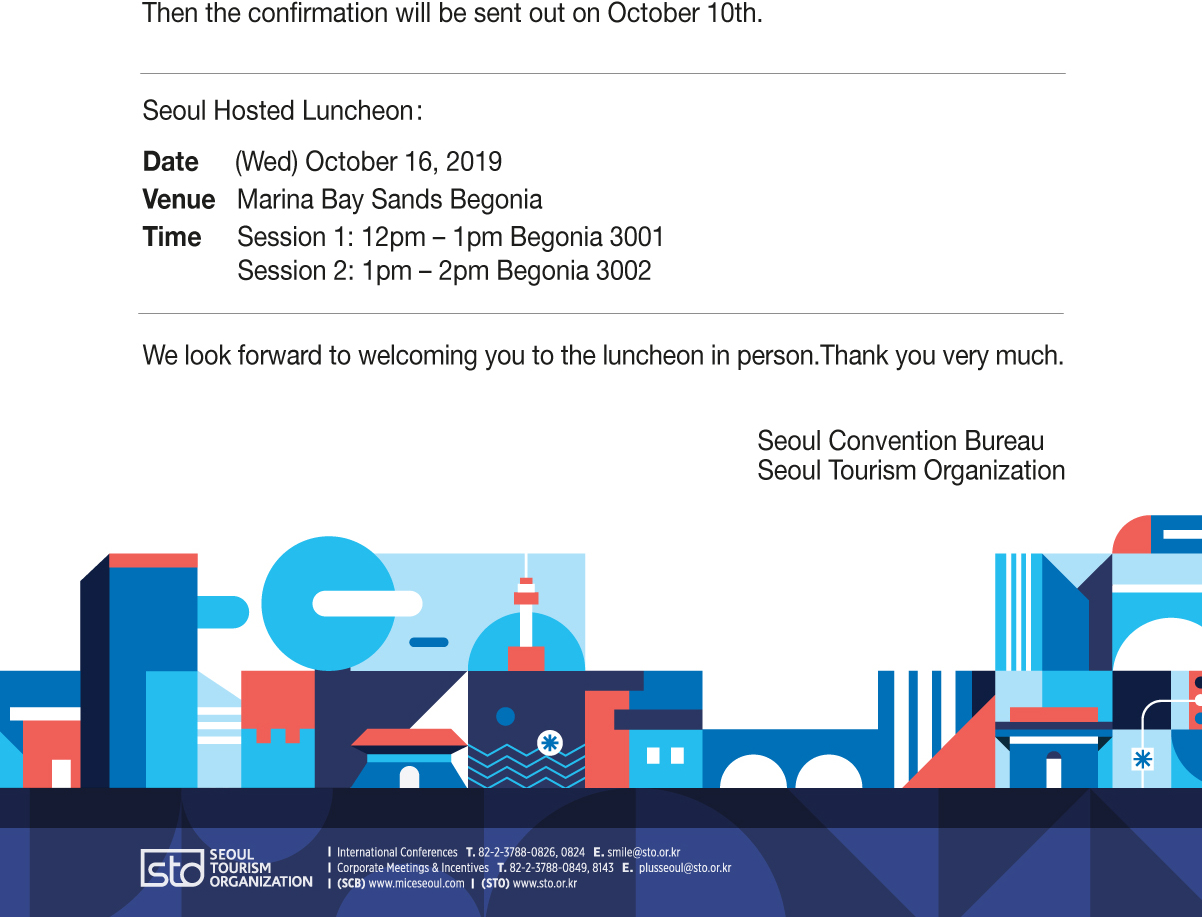 Then the confirmation will be sent out on October 10th.
Seoul Hosted Luncheon:
Date (Wed) October 16, 2019
Venue Marina Bay Sands Begonia
Time Session 1: 12pm – 1pm Begonia 3001
Session 2: 1pm – 2pm Begonia 3002
We look forward to welcoming you to the luncheon in person.Thank you very much.
Seoul Convention Bureau
Seoul Tourism Organization
sto
SEOUL
TOURISM
ORGANIZATION
| International Conferences T. 82-2-3788-0826, 0824 E. smile@sto.or.kr
| Corporate Meetings & Incentives T. 82-2-3788-0849, 8143 E. plusseoul@sto.or.kr
| (SCB) www.miceseoul.com | (STO) www.sto.or.kr